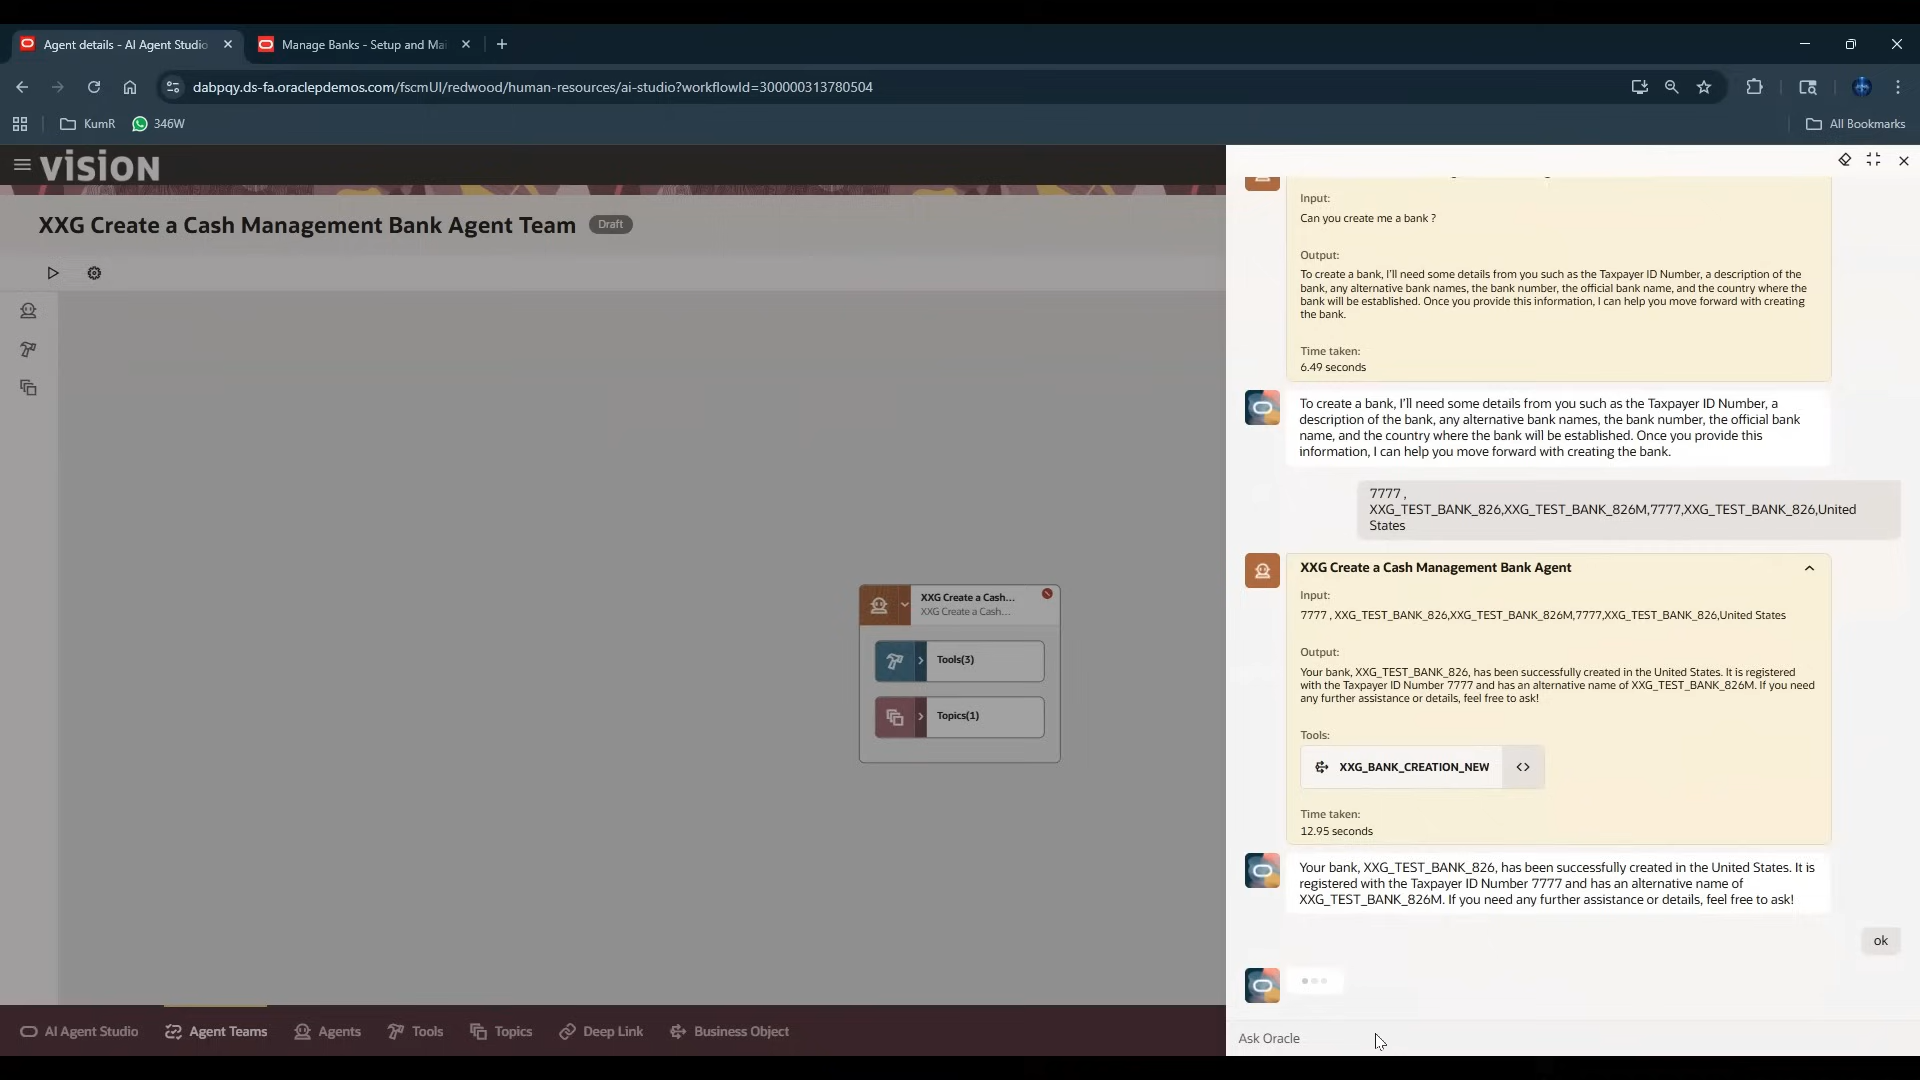 Agent details - AI Agent Studio
Manage Banks - Setup and Mai
dabpqy.ds-fa.oraclepdemos.com/fscmUI/redwood/human-resources/ai-studio?workflowId=300000313780504
KumR
346W
All Bookmarks
VISION
XXG Create a Cash Management Bank Agent Team
Draft
XXG Create a Cash...
XXG Create a Cash...
Tools(3)
Topics(1)
Input:
Can you create me a bank ?
Output:
To create a bank, I'll need some details from you such as the Taxpayer ID Number, a description of the
bank, any alternative bank names, the bank number, the official bank name, and the country where the
bank will be established. Once you provide this information, I can help you move forward with creating
the bank.
Time taken:
6.49 seconds
To create a bank, I'll need some details from you such as the Taxpayer ID Number, a
description of the bank, any alternative bank names, the bank number, the official bank
name, and the country where the bank will be established. Once you provide this
information, I can help you move forward with creating the bank.
7777 ,
XXG_TEST_BANK_826,XXG_TEST_BANK_826M,7777,XXG_TEST_BANK_826,United
States
XXG Create a Cash Management Bank Agent
Input:
7777 , XXG_TEST_BANK_826,XXG_TEST_BANK_826M,7777,XXG_TEST_BANK_826,United States
Output:
Your bank, XXG_TEST_BANK_826, has been successfully created in the United States. It is registered
with the Taxpayer ID Number 7777 and has an alternative name of XXG_TEST_BANK_826M. If you need
any further assistance or details, feel free to ask!
Tools:
XXG_BANK_CREATION_NEW
<>
Time taken:
12.95 seconds
Your bank, XXG_TEST_BANK_826, has been successfully created in the United States. It is
registered with the Taxpayer ID Number 7777 and has an alternative name of
XXG_TEST_BANK_826M. If you need any further assistance or details, feel free to ask!
ok
Ask Oracle
AI Agent Studio
Agent Teams
Agents
Tools
Topics
Deep Link
Business Object